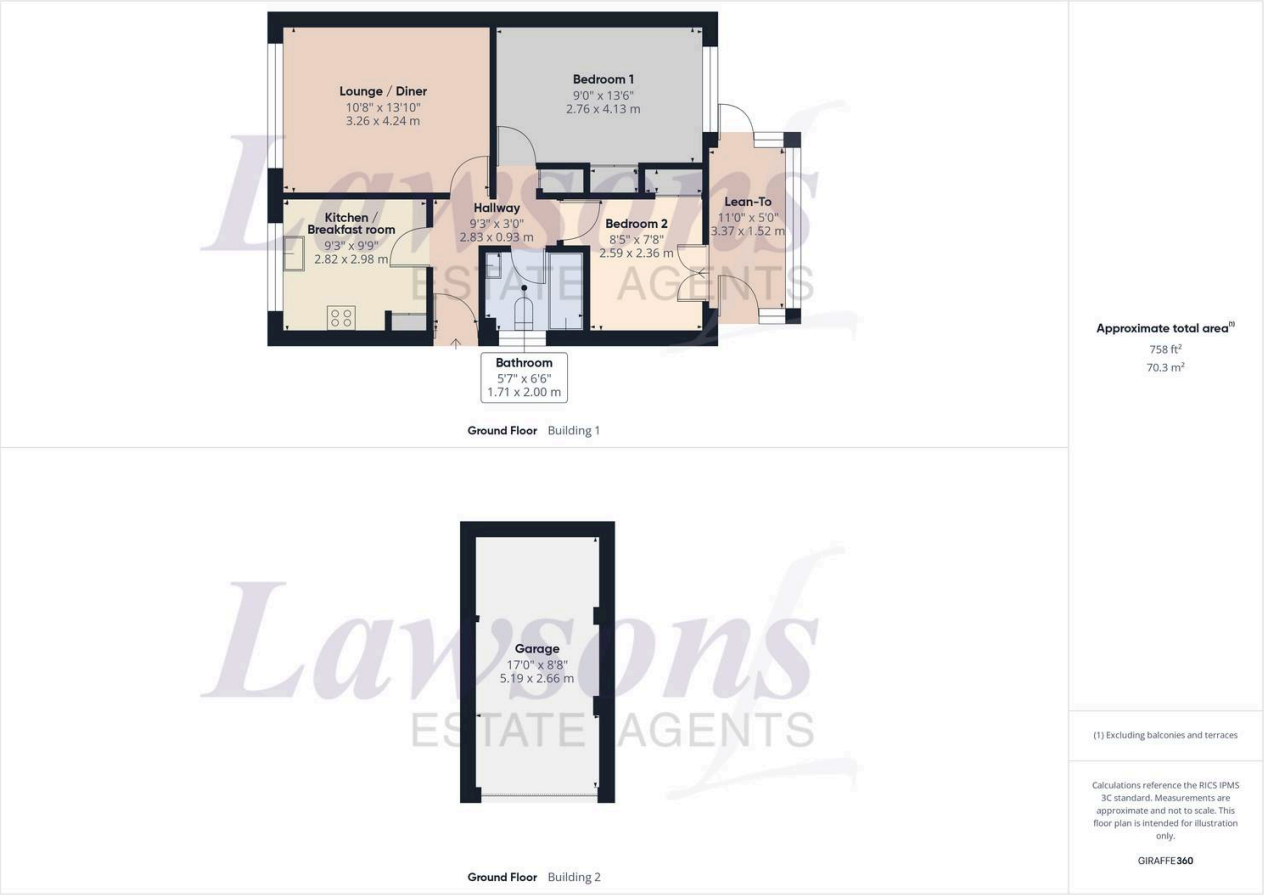 Lounge / Diner
10'8" x 13'10"
3.26 x 4.24 m
Bedroom 1
9'0" x 13'6"
2.76 x 4.13 m
Kitchen /
Breakfast room
9'3" x 9'9"
2.82 x 2.98 m
Hallway
9'3" x 3'0"
2.83 x 0.93 m
Bedroom 2
8'5" x 7'8"
2.59 x 2.36 m
Lean-To
11'0" x 5'0"
3.37 x 1.52 m
Bathroom
5'7" x 6'6"
1.71 x 2.00 m
Lawsons
ESTATE AGENTS
Ground Floor Building 1
Garage
17'0" x 8'8"
5.19 x 2.66 m
Lawsons
ESTATE AGENTS
Ground Floor Building 2
Approximate total area(1)
758 ft²
70.3 m²
(1) Excluding balconies and terraces
Calculations reference the RICS IPMS
3C standard. Measurements are
approximate and not to scale. This
floor plan is intended for illustration
only.
GIRAFFE360